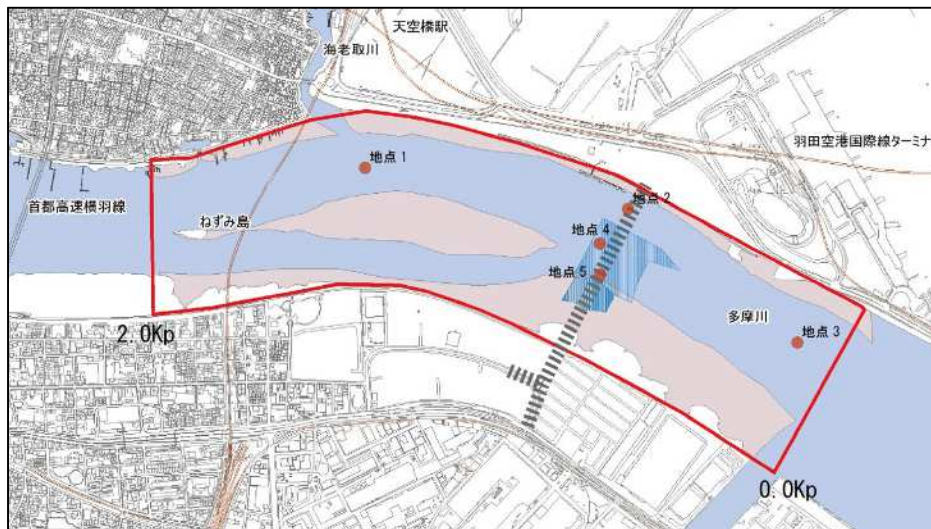 天空橋駅
海老取川
羽田空港国際線ターミナ
地点1
地点2
首都高速横羽線
ねずみ島
地点4
地点5
多摩川
地点3
2.0Kp
0.0Kp